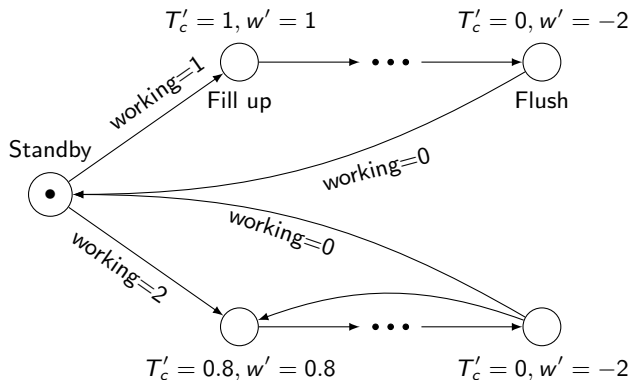 T′c = 1, w′ = 1
T′c = 0, w′ = −2
working=1
Fill up
Flush
Standby
working=0
working=0
working=2
T′c = 0.8, w′ = 0.8
T′c = 0, w′ = −2